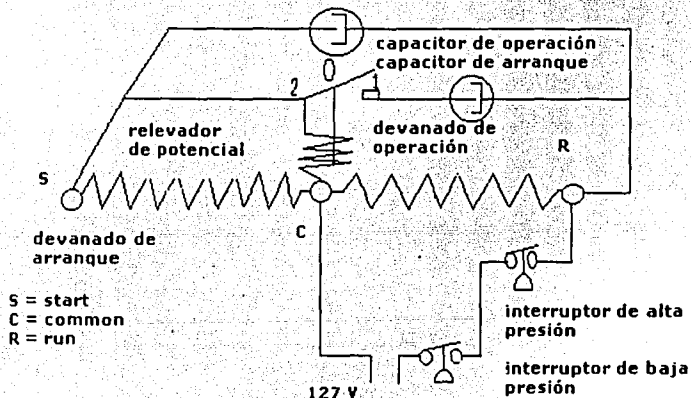 capacitor de operación
capacitor de arranque
2
1
relevador
de potencial
devanado de
operación
R
S
C
devanado de
arranque
S = start
C = common
R = run
interruptor de alta
presión
interruptor de baja
presión
127 V